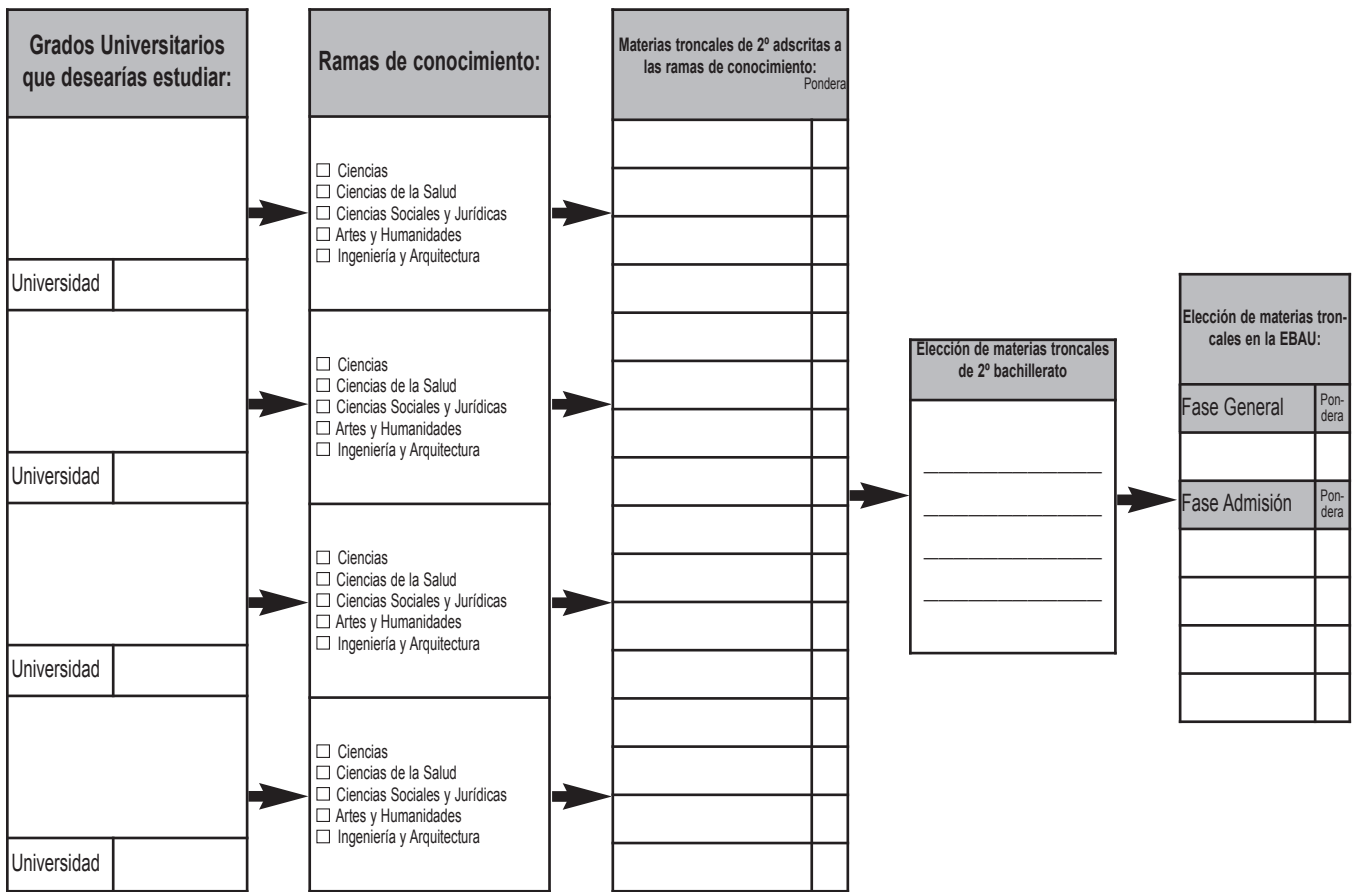 Grados Universitarios
que desearías estudiar:
Universidad
Universidad
Universidad
Universidad
Ramas de conocimiento:
☐ Ciencias
☐ Ciencias de la Salud
☐ Ciencias Sociales y Jurídicas
☐ Artes y Humanidades
☐ Ingeniería y Arquitectura
☐ Ciencias
☐ Ciencias de la Salud
☐ Ciencias Sociales y Jurídicas
☐ Artes y Humanidades
☐ Ingeniería y Arquitectura
☐ Ciencias
☐ Ciencias de la Salud
☐ Ciencias Sociales y Jurídicas
☐ Artes y Humanidades
☐ Ingeniería y Arquitectura
☐ Ciencias
☐ Ciencias de la Salud
☐ Ciencias Sociales y Jurídicas
☐ Artes y Humanidades
☐ Ingeniería y Arquitectura
Materias troncales de 2º adscritas a
las ramas de conocimiento:
Pondera
Elección de materias troncales
de 2º bachillerato
Elección de materias tron-
cales en la EBAU:
Fase General
Pon-
dera
Fase Admisión
Pon-
dera